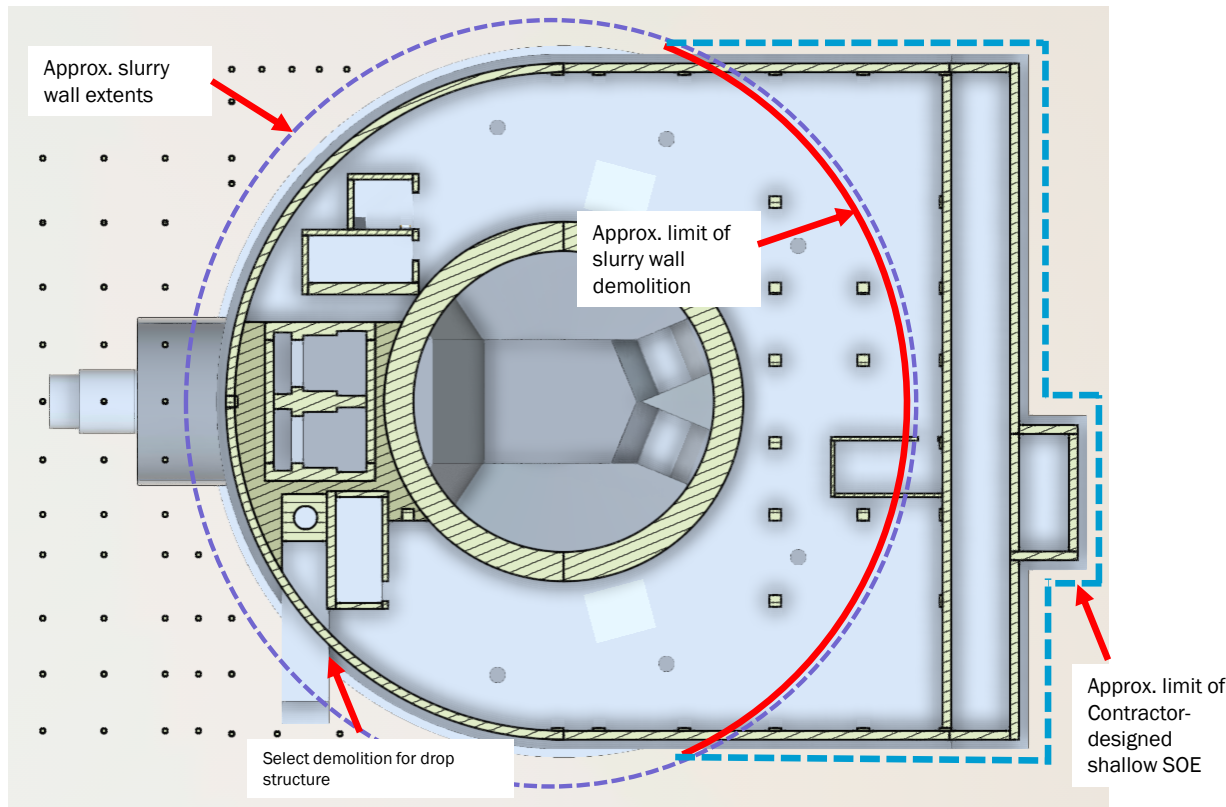 Approx. slurry
wall extents
Approx. limit of
slurry wall
demolition
Select demolition for drop
structure
Approx. limit of
Contractor-
designed
shallow SOE